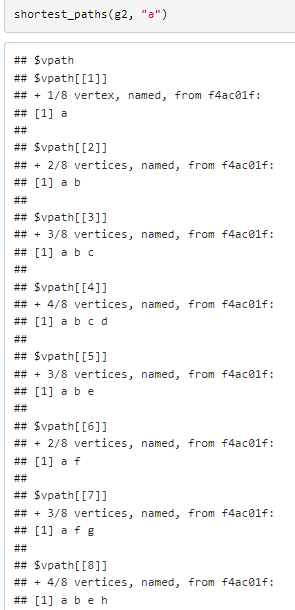 shortest_paths(g2, "a")
## $vpath
## $vpath[[1]]
## + 1/8 vertex, named, from f4ac01f:
## [1] a
##
## $vpath[[2]]
## + 2/8 vertices, named, from f4ac01f:
## [1] a b
##
## $vpath[[3]]
## + 3/8 vertices, named, from f4ac01f:
## [1] a b c
##
## $vpath[[4]]
## + 4/8 vertices, named, from f4ac01f:
## [1] a b c d
##
## $vpath[[5]]
## + 3/8 vertices, named, from f4ac01f:
## [1] a b e
##
## $vpath[[6]]
## + 2/8 vertices, named, from f4ac01f:
## [1] a f
##
## $vpath[[7]]
## + 3/8 vertices, named, from f4ac01f:
## [1] a f g
##
## $vpath[[8]]
## + 4/8 vertices, named, from f4ac01f:
## [1] a b e h